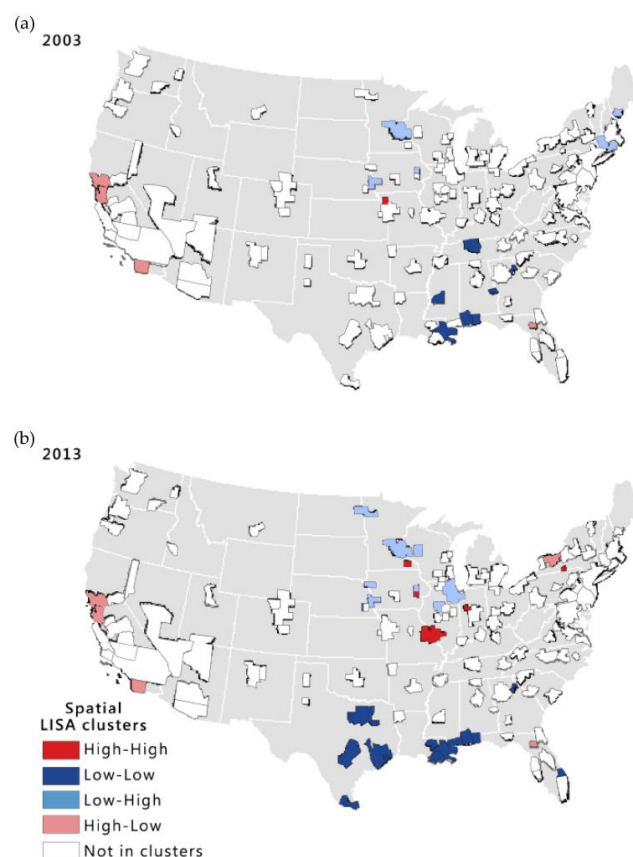 (a)
2003
(b)
2013
Spatial
LISA clusters
High-High
Low-Low
Low-High
High-Low
Not in clusters